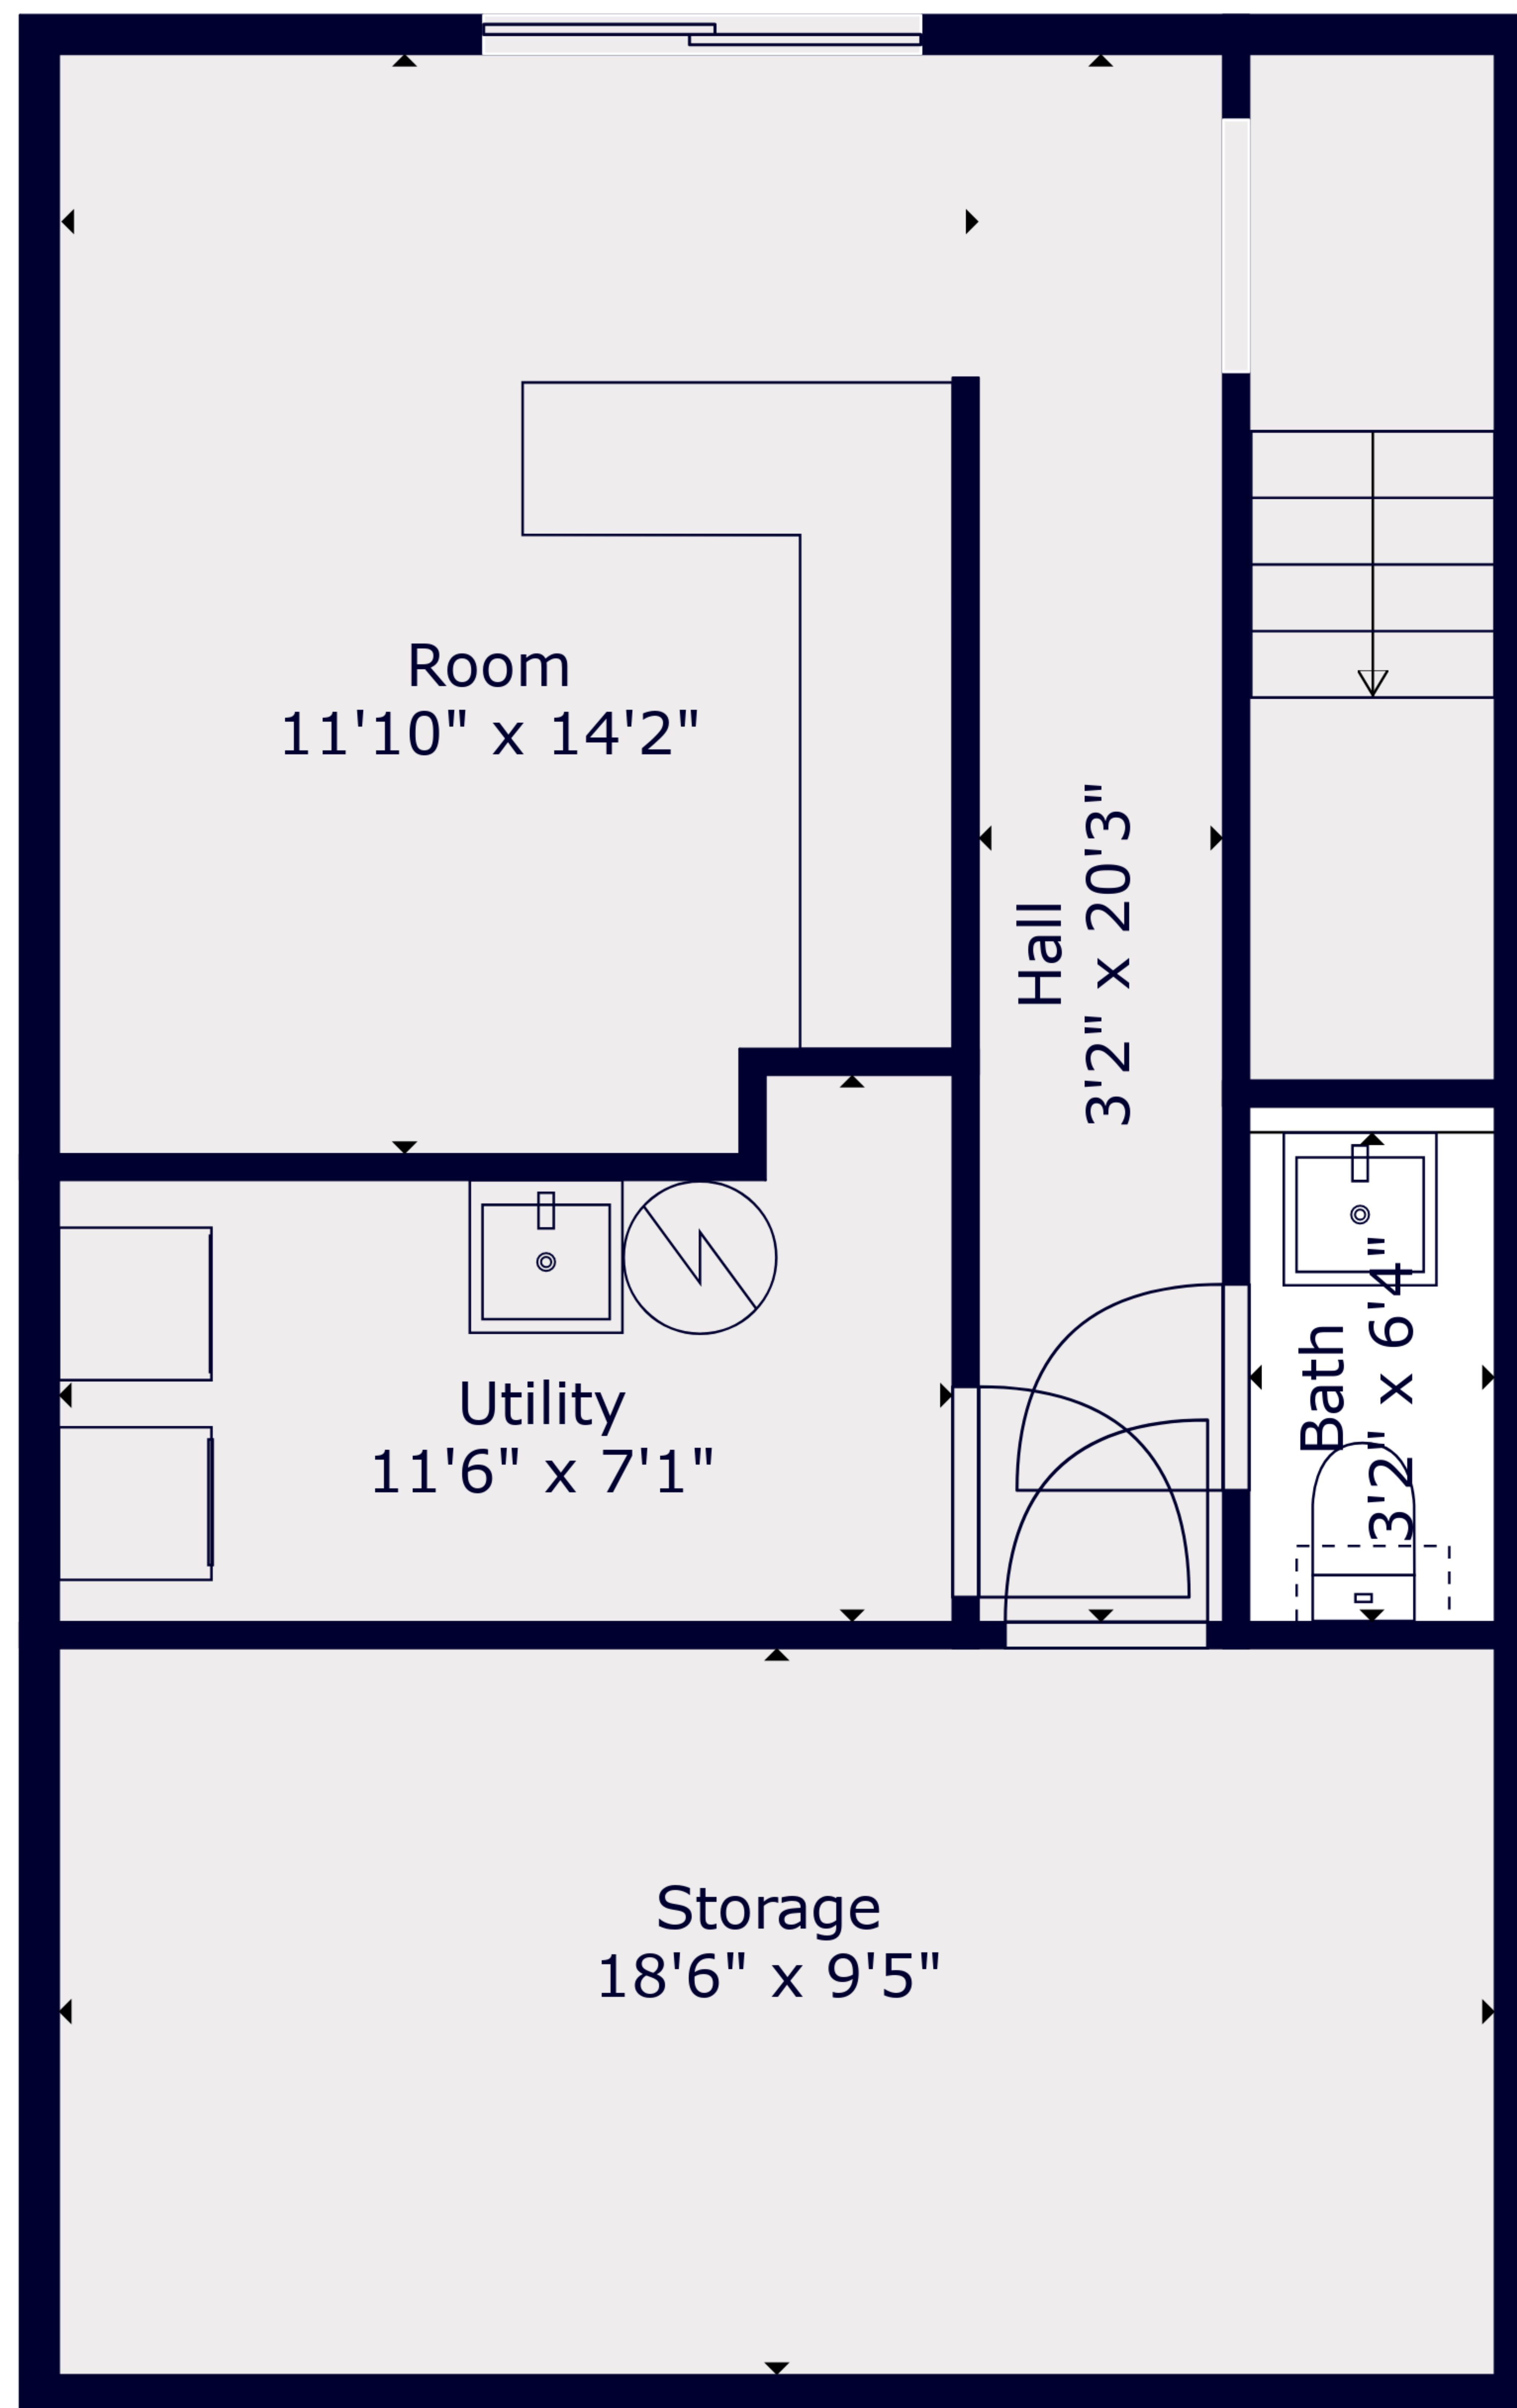 Room
11'10" x 14'2"
Hall
3'2" x 20'3"
Bath
3'2" x 6'4"
Utility
11'6" x 7'1"
Storage
18'6" x 9'5"